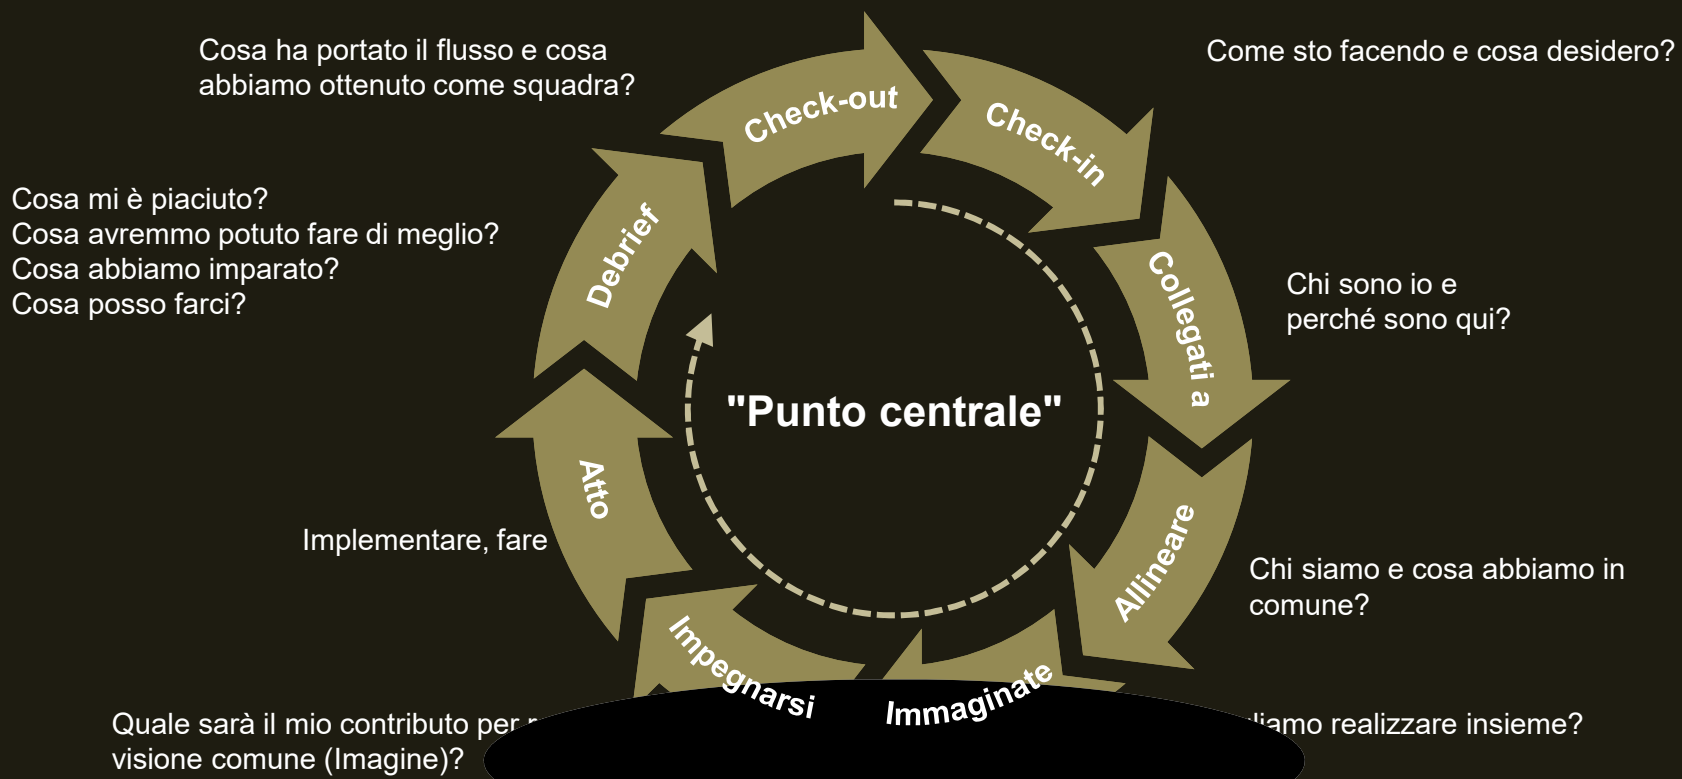 Cosa ha portato il flusso e cosa
abbiamo ottenuto come squadra?
Come sto facendo e cosa desidero?
Check-out
Check-in
Cosa mi è piaciuto?
Cosa avremmo potuto fare di meglio?
Cosa abbiamo imparato?
Cosa posso farci?
Debrief
Collegati a
Chi sono io e
perché sono qui?
"Punto centrale"
Atto
Allineare
Implementare, fare
Chi siamo e cosa abbiamo in
comune?
Impegnarsi
Immaginate
Quale sarà il mio contributo per
visione comune (Imagine)?
realizzare insieme?